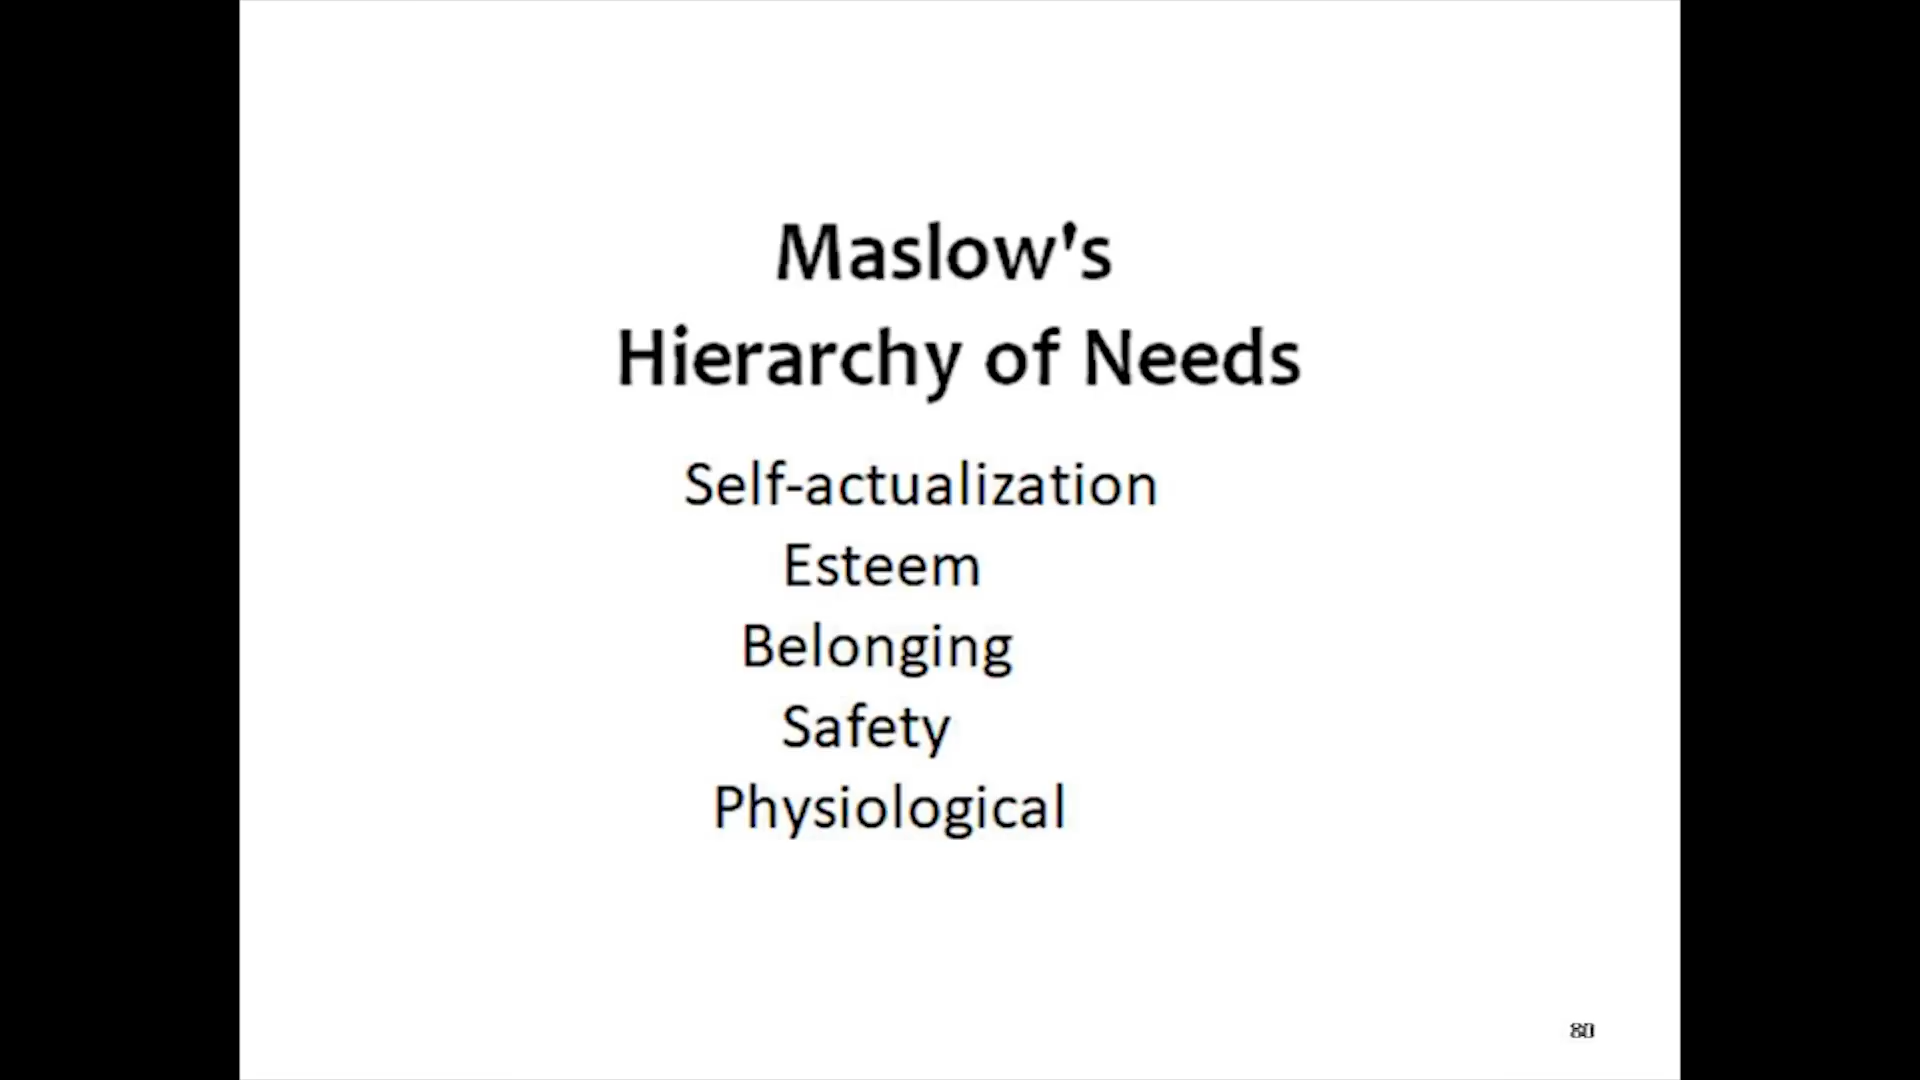 Maslow's
Hierarchy of Needs
Self-actualization
Esteem
Belonging
Safety
Physiological
80